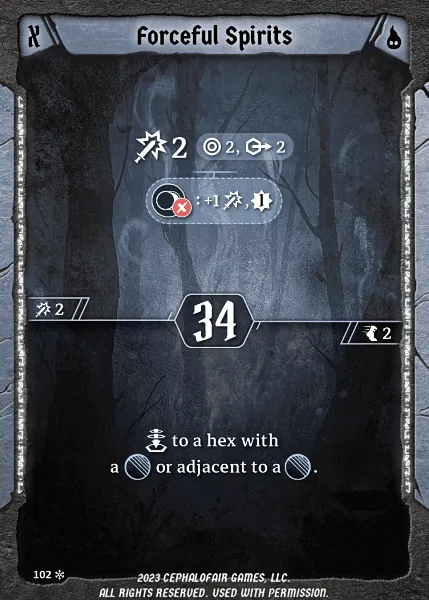 X
Forceful Spirits
2 2, 2
: +1 , 1
2
34
2
to a hex with
a or adjacent to a .
102
2023 CEPHALOFAIR GAMES, LLC.
ALL RIGHTS RESERVED. USED WITH PERMISSION.